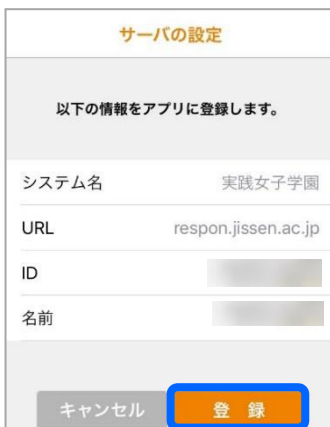 サーバの設定
以下の情報をアプリに登録します。
システム名 実践女子学園
URL respon.jissen.ac.jp
ID
名前
キャンセル 登 録